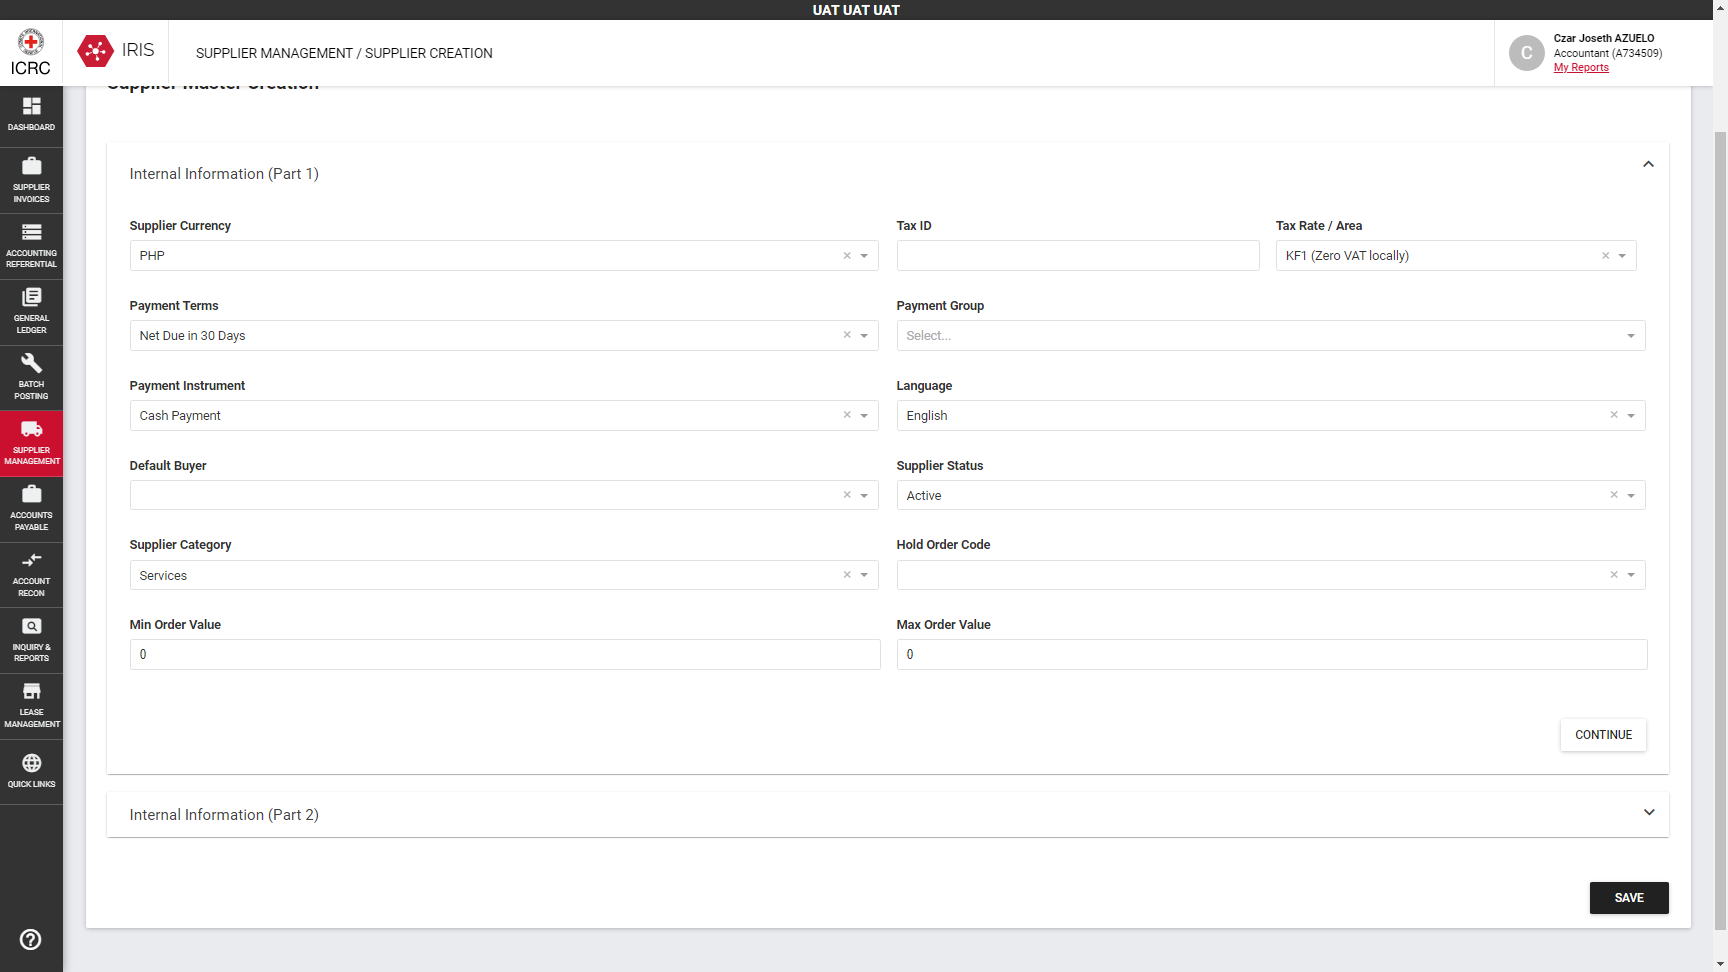 UAT UAT UAT
ICRC
IRIS
SUPPLIER MANAGEMENT / SUPPLIER CREATION
C
Czar Joseth AZUELO
Accountant (A734509)
My Reports
DASHBOARD
SUPPLIER
INVOICES
ACCOUNTING
REFERENTIAL
GENERAL
LEDGER
BATCH
POSTING
SUPPLIER
MANAGEMENT
ACCOUNTS
PAYABLE
ACCOUNT
RECON
INQUIRY &
REPORTS
LEASE
MANAGEMENT
QUICK LINKS
Supplier Master Creation
Internal Information (Part 1)
Supplier Currency
PHP
Tax ID
Tax Rate / Area
KF1 (Zero VAT locally)
Payment Terms
Net Due in 30 Days
Payment Group
Select...
Payment Instrument
Cash Payment
Language
English
Default Buyer
Supplier Status
Active
Supplier Category
Services
Hold Order Code
Min Order Value
0
Max Order Value
0
CONTINUE
Internal Information (Part 2)
SAVE